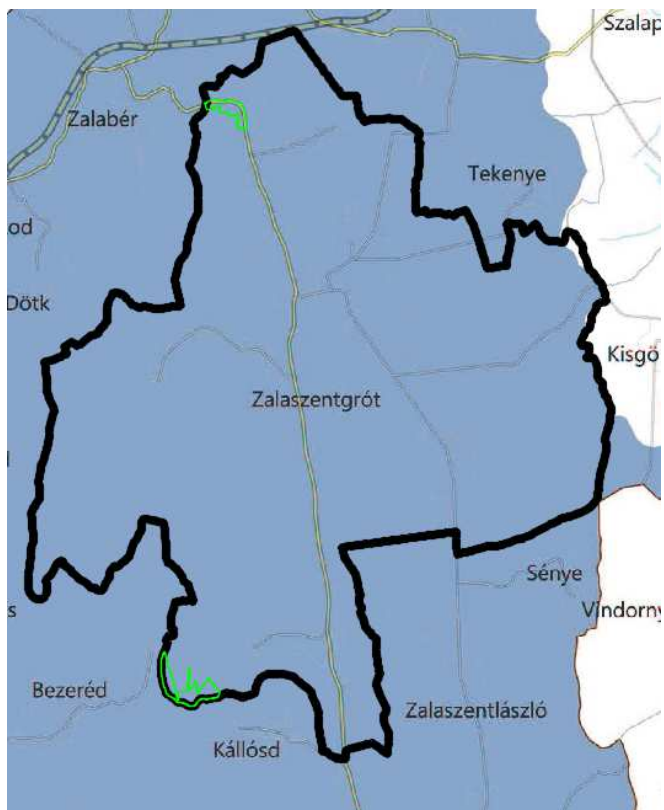 Szalap
Zalabér
Tekenye
od
Dötk
Kisgö
Zalaszentgrót
Sénye
s
Vindorny
Bezeréd
Zalaszentlászló
Kállósd